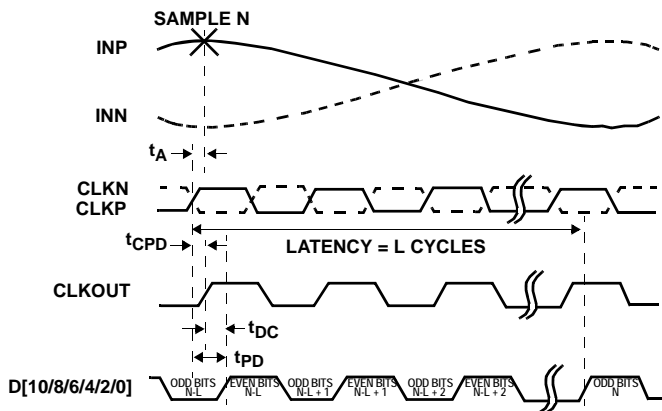 SAMPLE N
INP
INN
tA
CLKN
CLKP
tCPD
LATENCY = L CYCLES
CLKOUT
tDC
tPD
D[10/8/6/4/2/0]
ODD BITS
N-L
EVEN BITS
N-L
ODD BITS
N-L + 1
EVEN BITS
N-L + 1
ODD BITS
N-L + 2
EVEN BITS
N-L + 2
ODD BITS
N